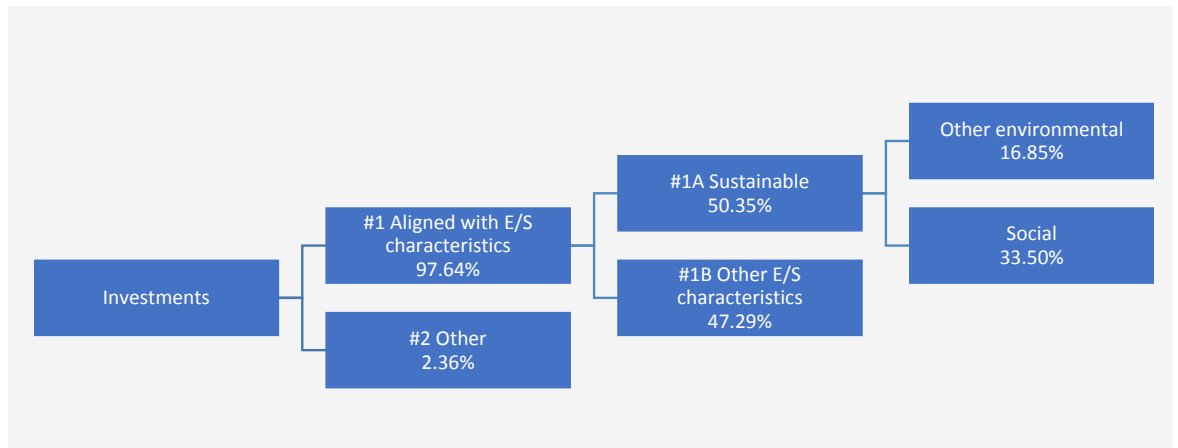 Investments
#1 Aligned with E/S
characteristics
97.64%
#2 Other
2.36%
#1A Sustainable
50.35%
#1B Other E/S
characteristics
47.29%
Other environmental
16.85%
Social
33.50%